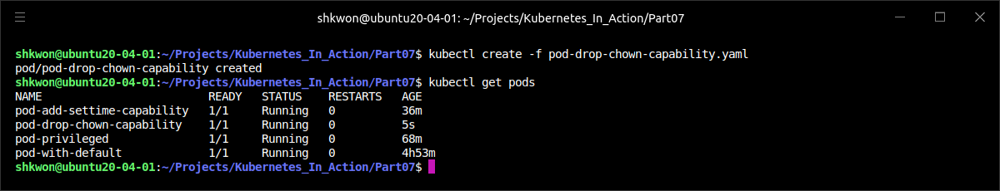 shkwon@ubuntu20-04-01: ~/Projects/Kubernetes_In_Action/Part07
shkwon@ubuntu20-04-01:~/Projects/Kubernetes_In_Action/Part07$ kubectl create -f pod-drop-chown-capability.yaml
pod/pod-drop-chown-capability created
shkwon@ubuntu20-04-01:~/Projects/Kubernetes_In_Action/Part07$ kubectl get pods
NAME                         READY   STATUS    RESTARTS   AGE
pod-add-settime-capability   1/1     Running   0          36m
pod-drop-chown-capability    1/1     Running   0          5s
pod-privileged               1/1     Running   0          68m
pod-with-default             1/1     Running   0          4h53m
shkwon@ubuntu20-04-01:~/Projects/Kubernetes_In_Action/Part07$